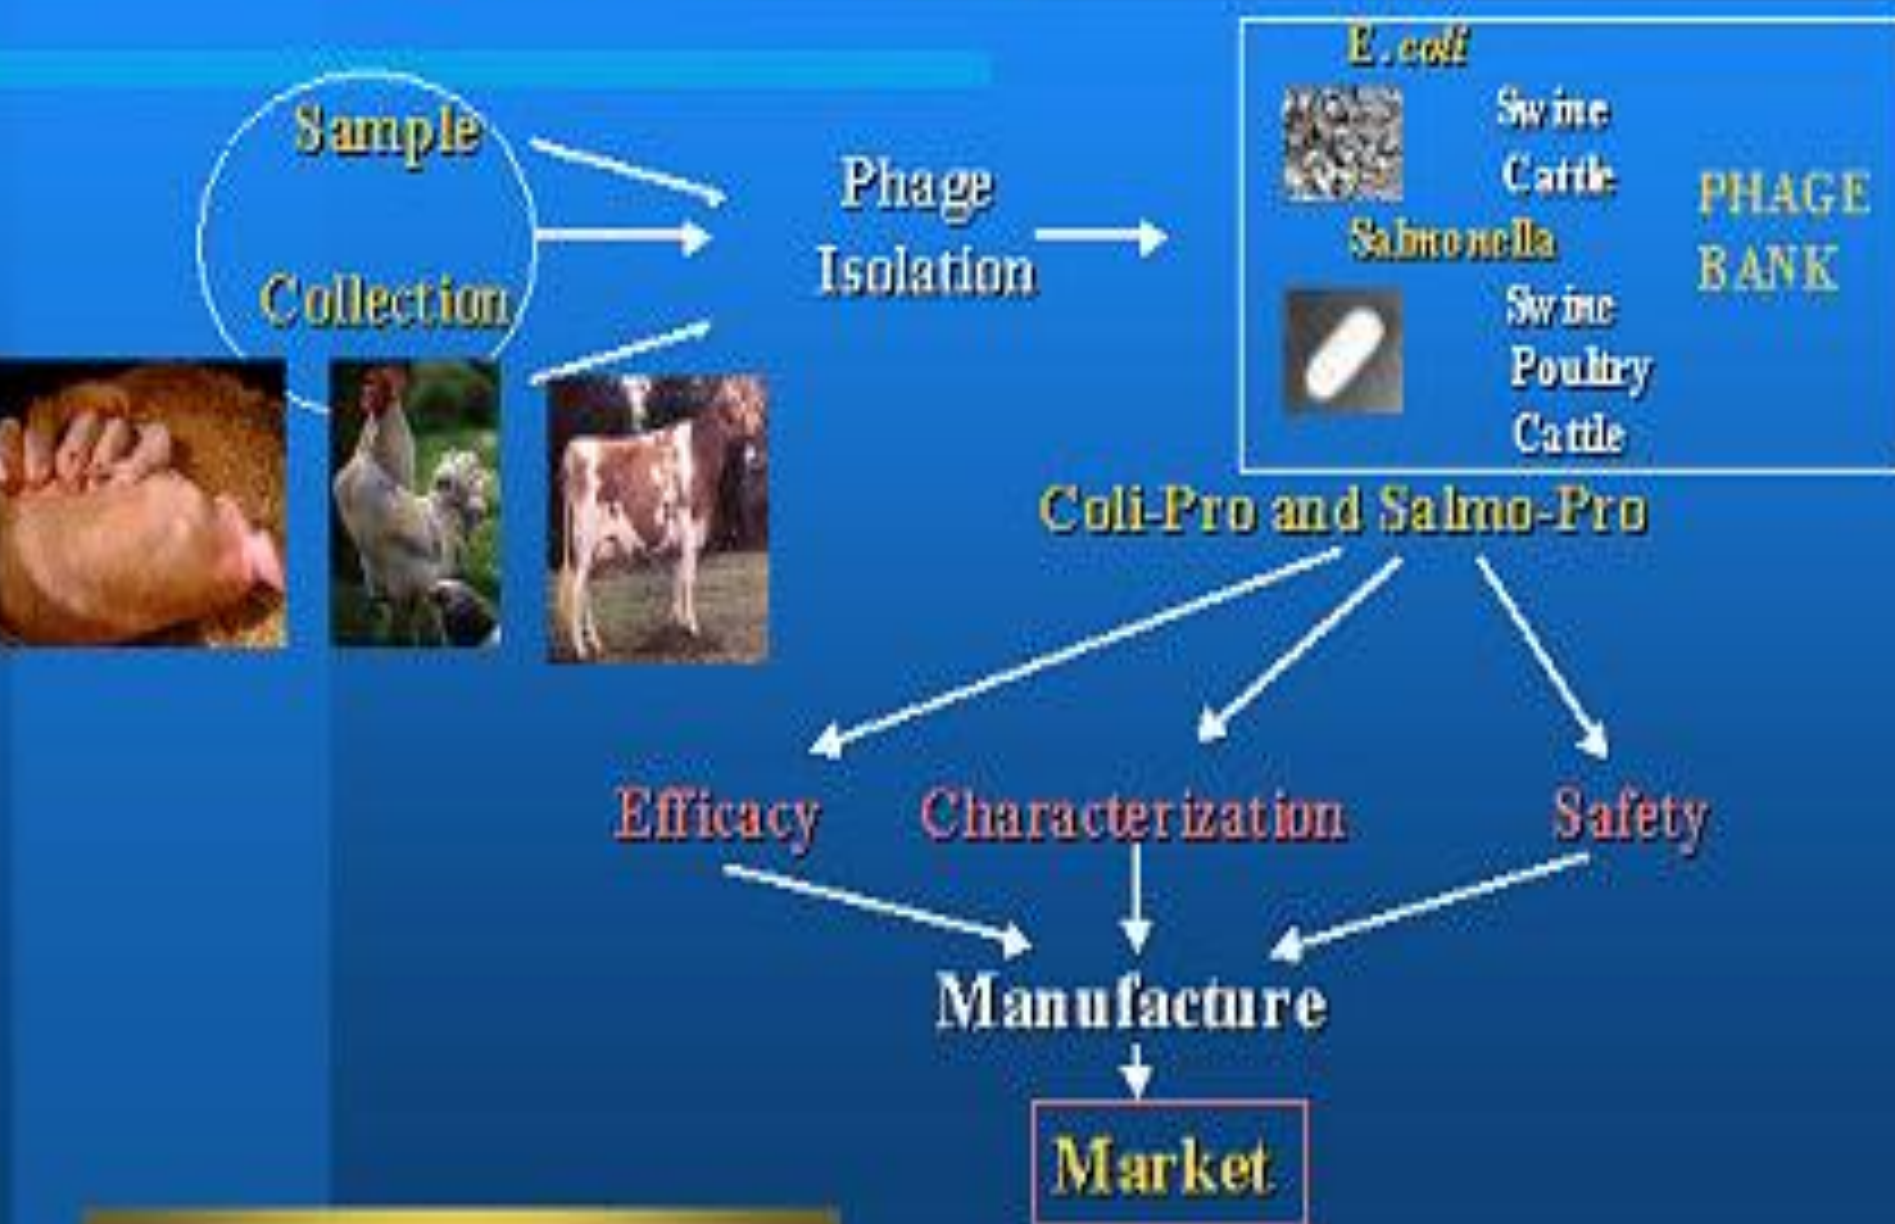 Sample
Collection
Phage
Isolation
E. coli
Swine
Cattle
Salmonella
Swine
Poultry
Cattle
PHAGE
BANK
Coli-Pro and Salmo-Pro
Efficacy
Characterization
Safety
Manufacture
Market